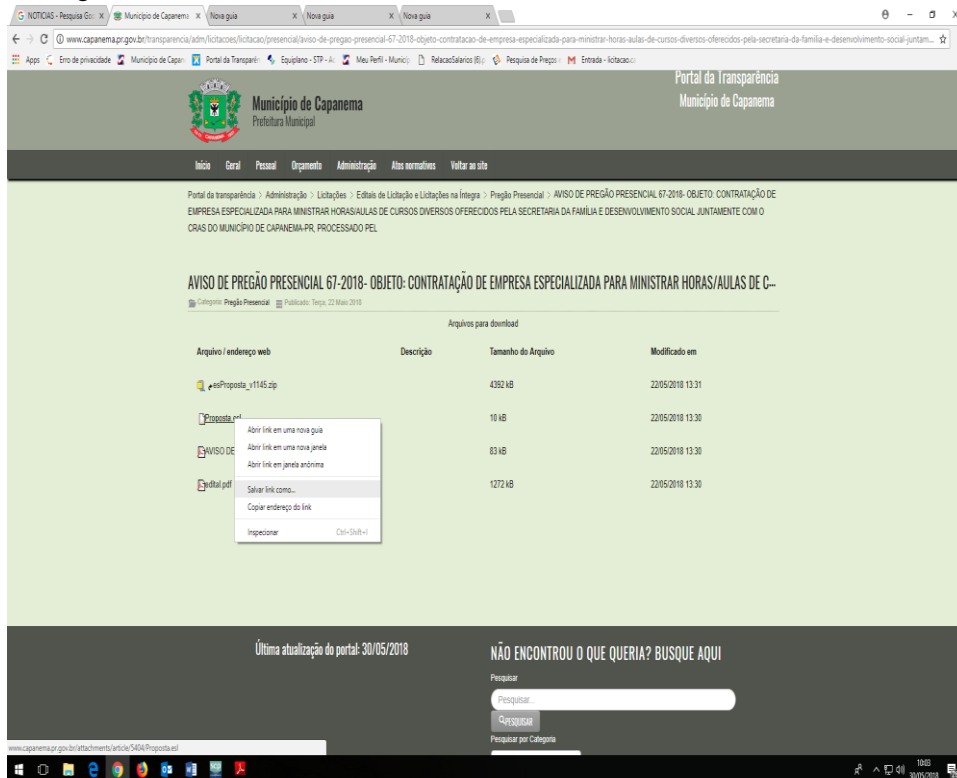 NOTICIAS - Pesquisa Goo
Município de Capanema
Nova guia
Nova guia
Nova guia
www.capanema.pr.gov.br/transparencia/adm/licitacoes/licitacao/presencial/aviso-de-pregao-presencial-67-2018-objeto-contratacao-de-empresa-especializada-para-ministrar-horas-aulas-de-cursos-diversos-oferecidos-pela-secretaria-da-familia-e-desenvolvimento-social-juntam...
Apps
Erro de privacidade
Município de Capan
Portal da Transparên
Equiplano - STP - Ac
Meu Perfil - Municíp
RelacaoSalarios (6).p
Pesquisa de Preços
Entrada - licitacao.c
Portal da Transparência
Município de Capanema
Município de Capanema
Prefeitura Municipal
Início Geral Pessoal Orçamento Administração Atos normativos Voltar ao site
Portal da transparência > Administração > Licitações > Editais de Licitação e Licitações na Íntegra > Pregão Presencial > AVISO DE PREGÃO PRESENCIAL 67-2018- OBJETO: CONTRATAÇÃO DE
EMPRESA ESPECIALIZADA PARA MINISTRAR HORAS/AULAS DE CURSOS DIVERSOS OFERECIDOS PELA SECRETARIA DA FAMÍLIA E DESENVOLVIMENTO SOCIAL JUNTAMENTE COM O
CRAS DO MUNICÍPIO DE CAPANEMA-PR, PROCESSADO PEL
AVISO DE PREGÃO PRESENCIAL 67-2018- OBJETO: CONTRATAÇÃO DE EMPRESA ESPECIALIZADA PARA MINISTRAR HORAS/AULAS DE C...
Categoria: Pregão Presencial Publicado: Terça, 22 Maio 2018
Arquivos para download
Arquivo / endereço web Descrição Tamanho do Arquivo Modificado em
esProposta_v1145.zip 4392 kB 22/05/2018 13:31
Proposta.esl 10 kB 22/05/2018 13:30
AVISO DE 83 kB 22/05/2018 13:30
edital.pdf 1272 kB 22/05/2018 13:30
Abrir link em uma nova guia
Abrir link em uma nova janela
Abrir link em janela anônima
Salvar link como...
Copiar endereço do link
Inspecionar Ctrl+Shift+I
Última atualização do portal: 30/05/2018
NÃO ENCONTROU O QUE QUERIA? BUSQUE AQUI
Pesquisar
Pesquisar...
PESQUISAR
Pesquisar por Categoria
www.capanema.pr.gov.br/attachments/article/5404/Proposta.esl
10:03
30/05/2018